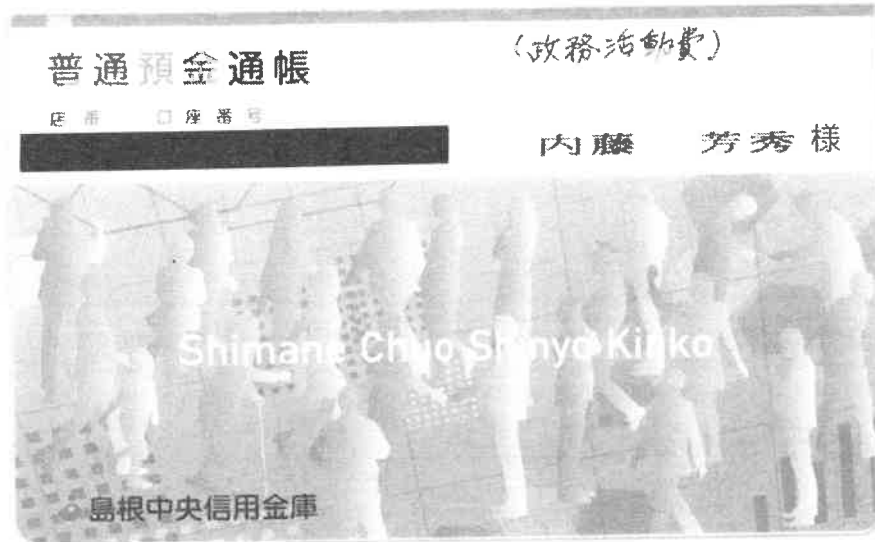 (政務活動費)
普通預金通帳
店番 口座番号
内藤 芳秀 様
Shimane Chuo Shinyo Kinko
島根中央信用金庫